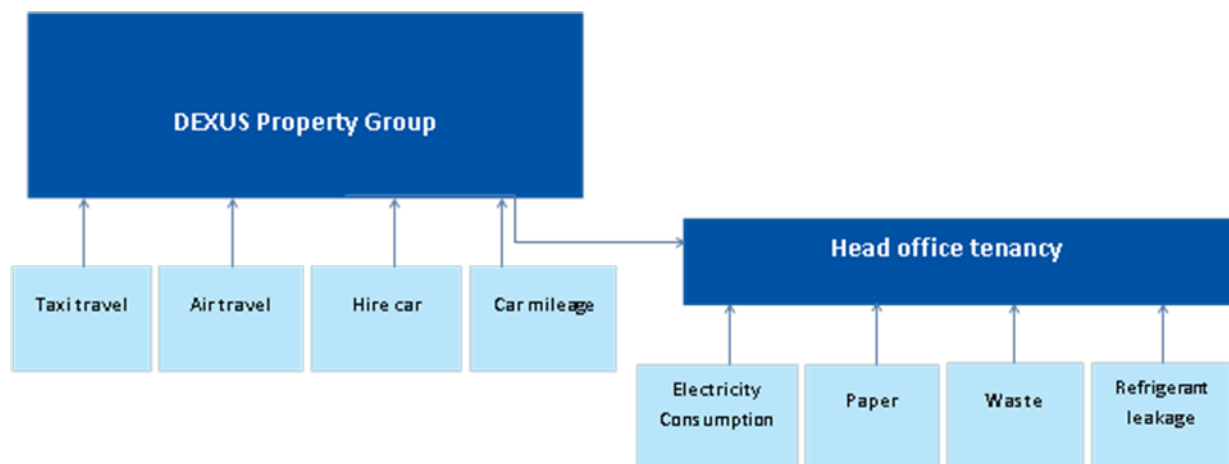 DEXUS Property Group
Head office tenancy
Taxi travel
Air travel
Hire car
Car mileage
Electricity
Consumption
Paper
Waste
Refrigerant
leakage